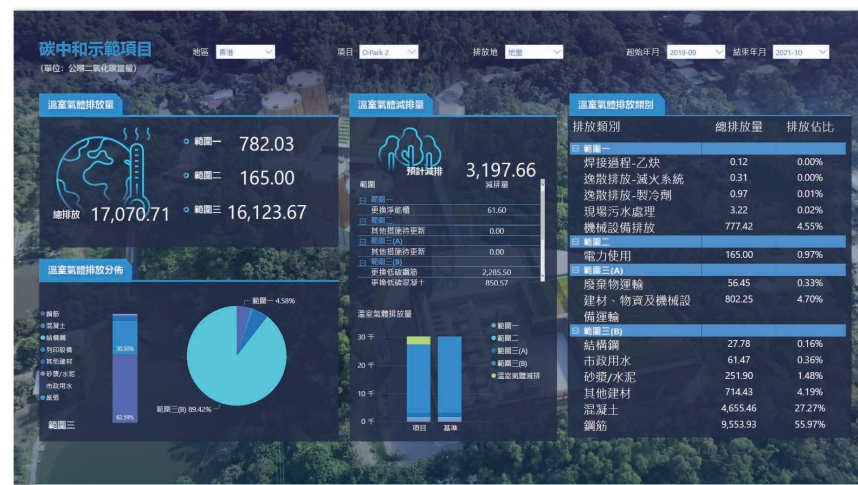 碳中和示範項目
(單位：公噸二氧化碳當量)
地區 香港
項目 O·Park 2
排放地 地盤
起始年月 2019-09
結束年月 2021-10
溫室氣體排放量
總排放 17,070.71
範圍一 782.03
範圍二 165.00
範圍三 16,123.67
溫室氣體排放分佈
鋼筋
混凝土
結構鋼
列印設備
其他建材
砂漿/水泥
市政用水
紙張
30.50%
62.59%
範圍三
範圍一 4.58%
範圍三(B) 89.42%
溫室氣體減排量
預計減排 3,197.66
範圍 減排量
範圍一
更換淨能櫃 61.60
範圍二
其他措施待更新 0.00
範圍三(A)
其他措施待更新 0.00
範圍三(B)
更換低碳鋼筋 2,285.50
更換低碳混凝土 850.57
溫室氣體排放量
30 千
20 千
10 千
0 千
項目 基準
範圍一
範圍二
範圍三(A)
範圍三(B)
溫室氣體減排
溫室氣體排放類別
排放類別 總排放量 排放佔比
範圍一
焊接過程-乙炔 0.12 0.00%
逸散排放-滅火系統 0.31 0.00%
逸散排放-製冷劑 0.97 0.01%
現場污水處理 3.22 0.02%
機械設備排放 777.42 4.55%
範圍二
電力使用 165.00 0.97%
範圍三(A)
廢棄物運輸 56.45 0.33%
建材、物資及機械設 802.25 4.70%
備運輸
範圍三(B)
結構鋼 27.78 0.16%
市政用水 61.47 0.36%
砂漿/水泥 251.90 1.48%
其他建材 714.43 4.19%
混凝土 4,655.46 27.27%
鋼筋 9,553.93 55.97%